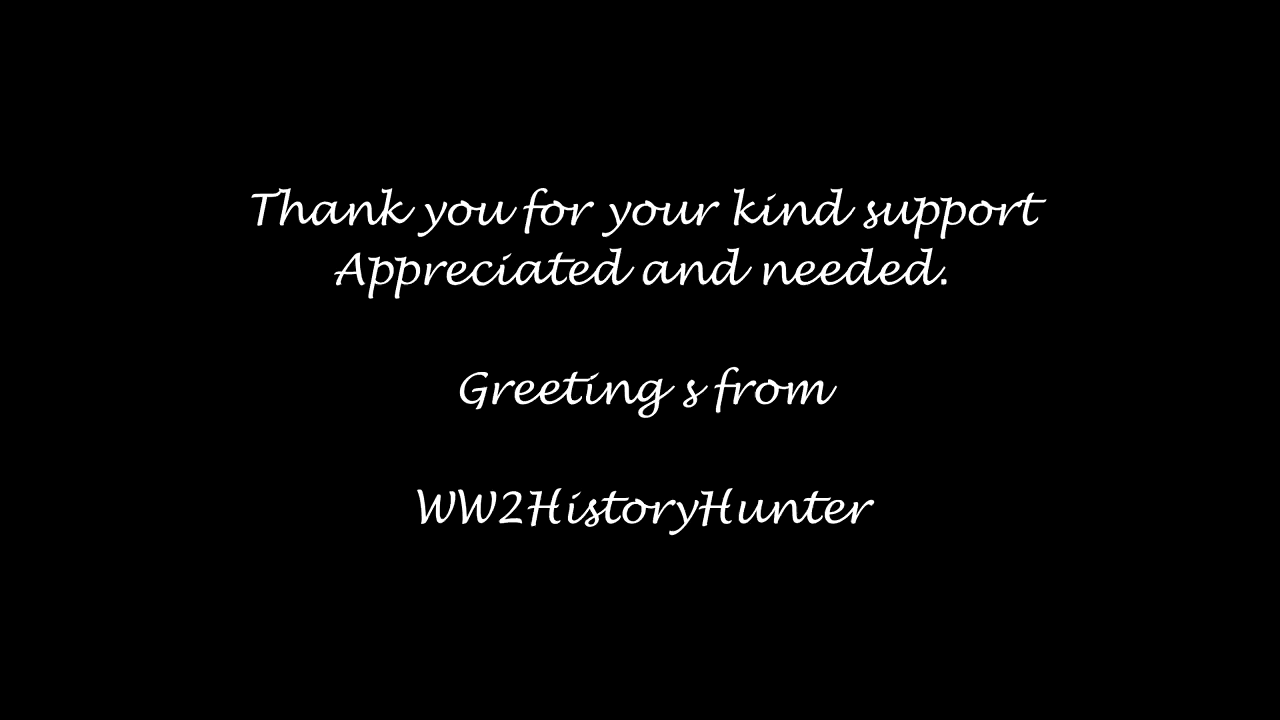 Thank you for your kind support
Appreciated and needed.
Greeting s from
WW2HistoryHunter